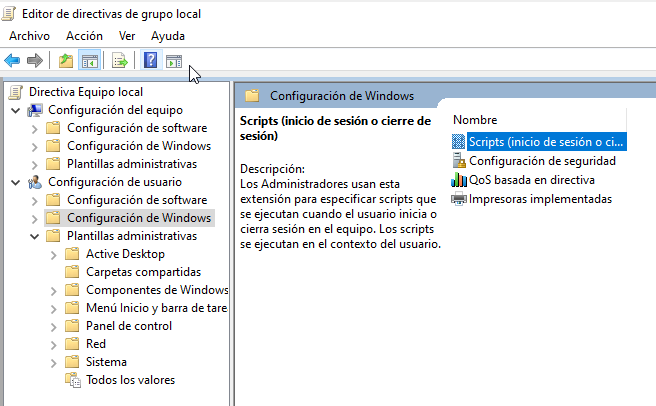 Editor de directivas de grupo local
Archivo Acción Ver Ayuda
Directiva Equipo local
Configuración del equipo
Configuración de software
Configuración de Windows
Plantillas administrativas
Configuración de usuario
Configuración de software
Configuración de Windows
Plantillas administrativas
Active Desktop
Carpetas compartidas
Componentes de Windows
Menú Inicio y barra de tare
Panel de control
Red
Sistema
Todos los valores
Configuración de Windows
Scripts (inicio de sesión o cierre de
sesión)
Descripción:
Los Administradores usan esta
extensión para especificar scripts que
se ejecutan cuando el usuario inicia o
cierra sesión en el equipo. Los scripts
se ejecutan en el contexto del usuario.
Nombre
Scripts (inicio de sesión o ci...
Configuración de seguridad
QoS basada en directiva
Impresoras implementadas